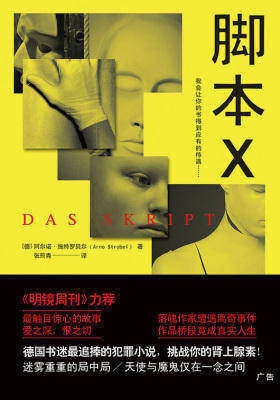 脚本X
我会让你的书得到应有的待遇……
DAS SKRIPT
[德]阿尔诺·施特罗贝尔(Arno Strobel) 著
张照青————译
《明镜周刊》力荐
最触目惊心的故事
爱之深,恨之切
落魄作家遭遇离奇事件
作品桥段竟成真实人生
德国书迷最追捧的犯罪小说,挑战你的肾上腺素!
迷雾重重的局中局/天使与魔鬼仅在一念之间
广告